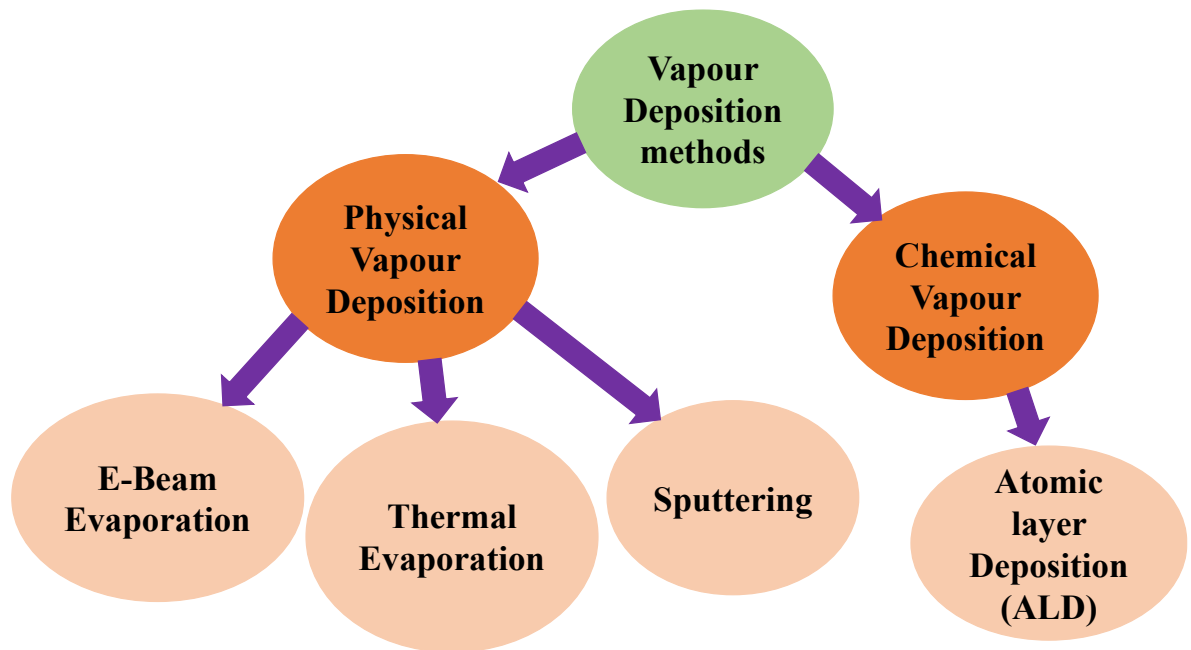 Vapour
Deposition
methods
Physical
Vapour
Deposition
Chemical
Vapour
Deposition
E-Beam
Evaporation
Thermal
Evaporation
Sputtering
Atomic
layer
Deposition
(ALD)